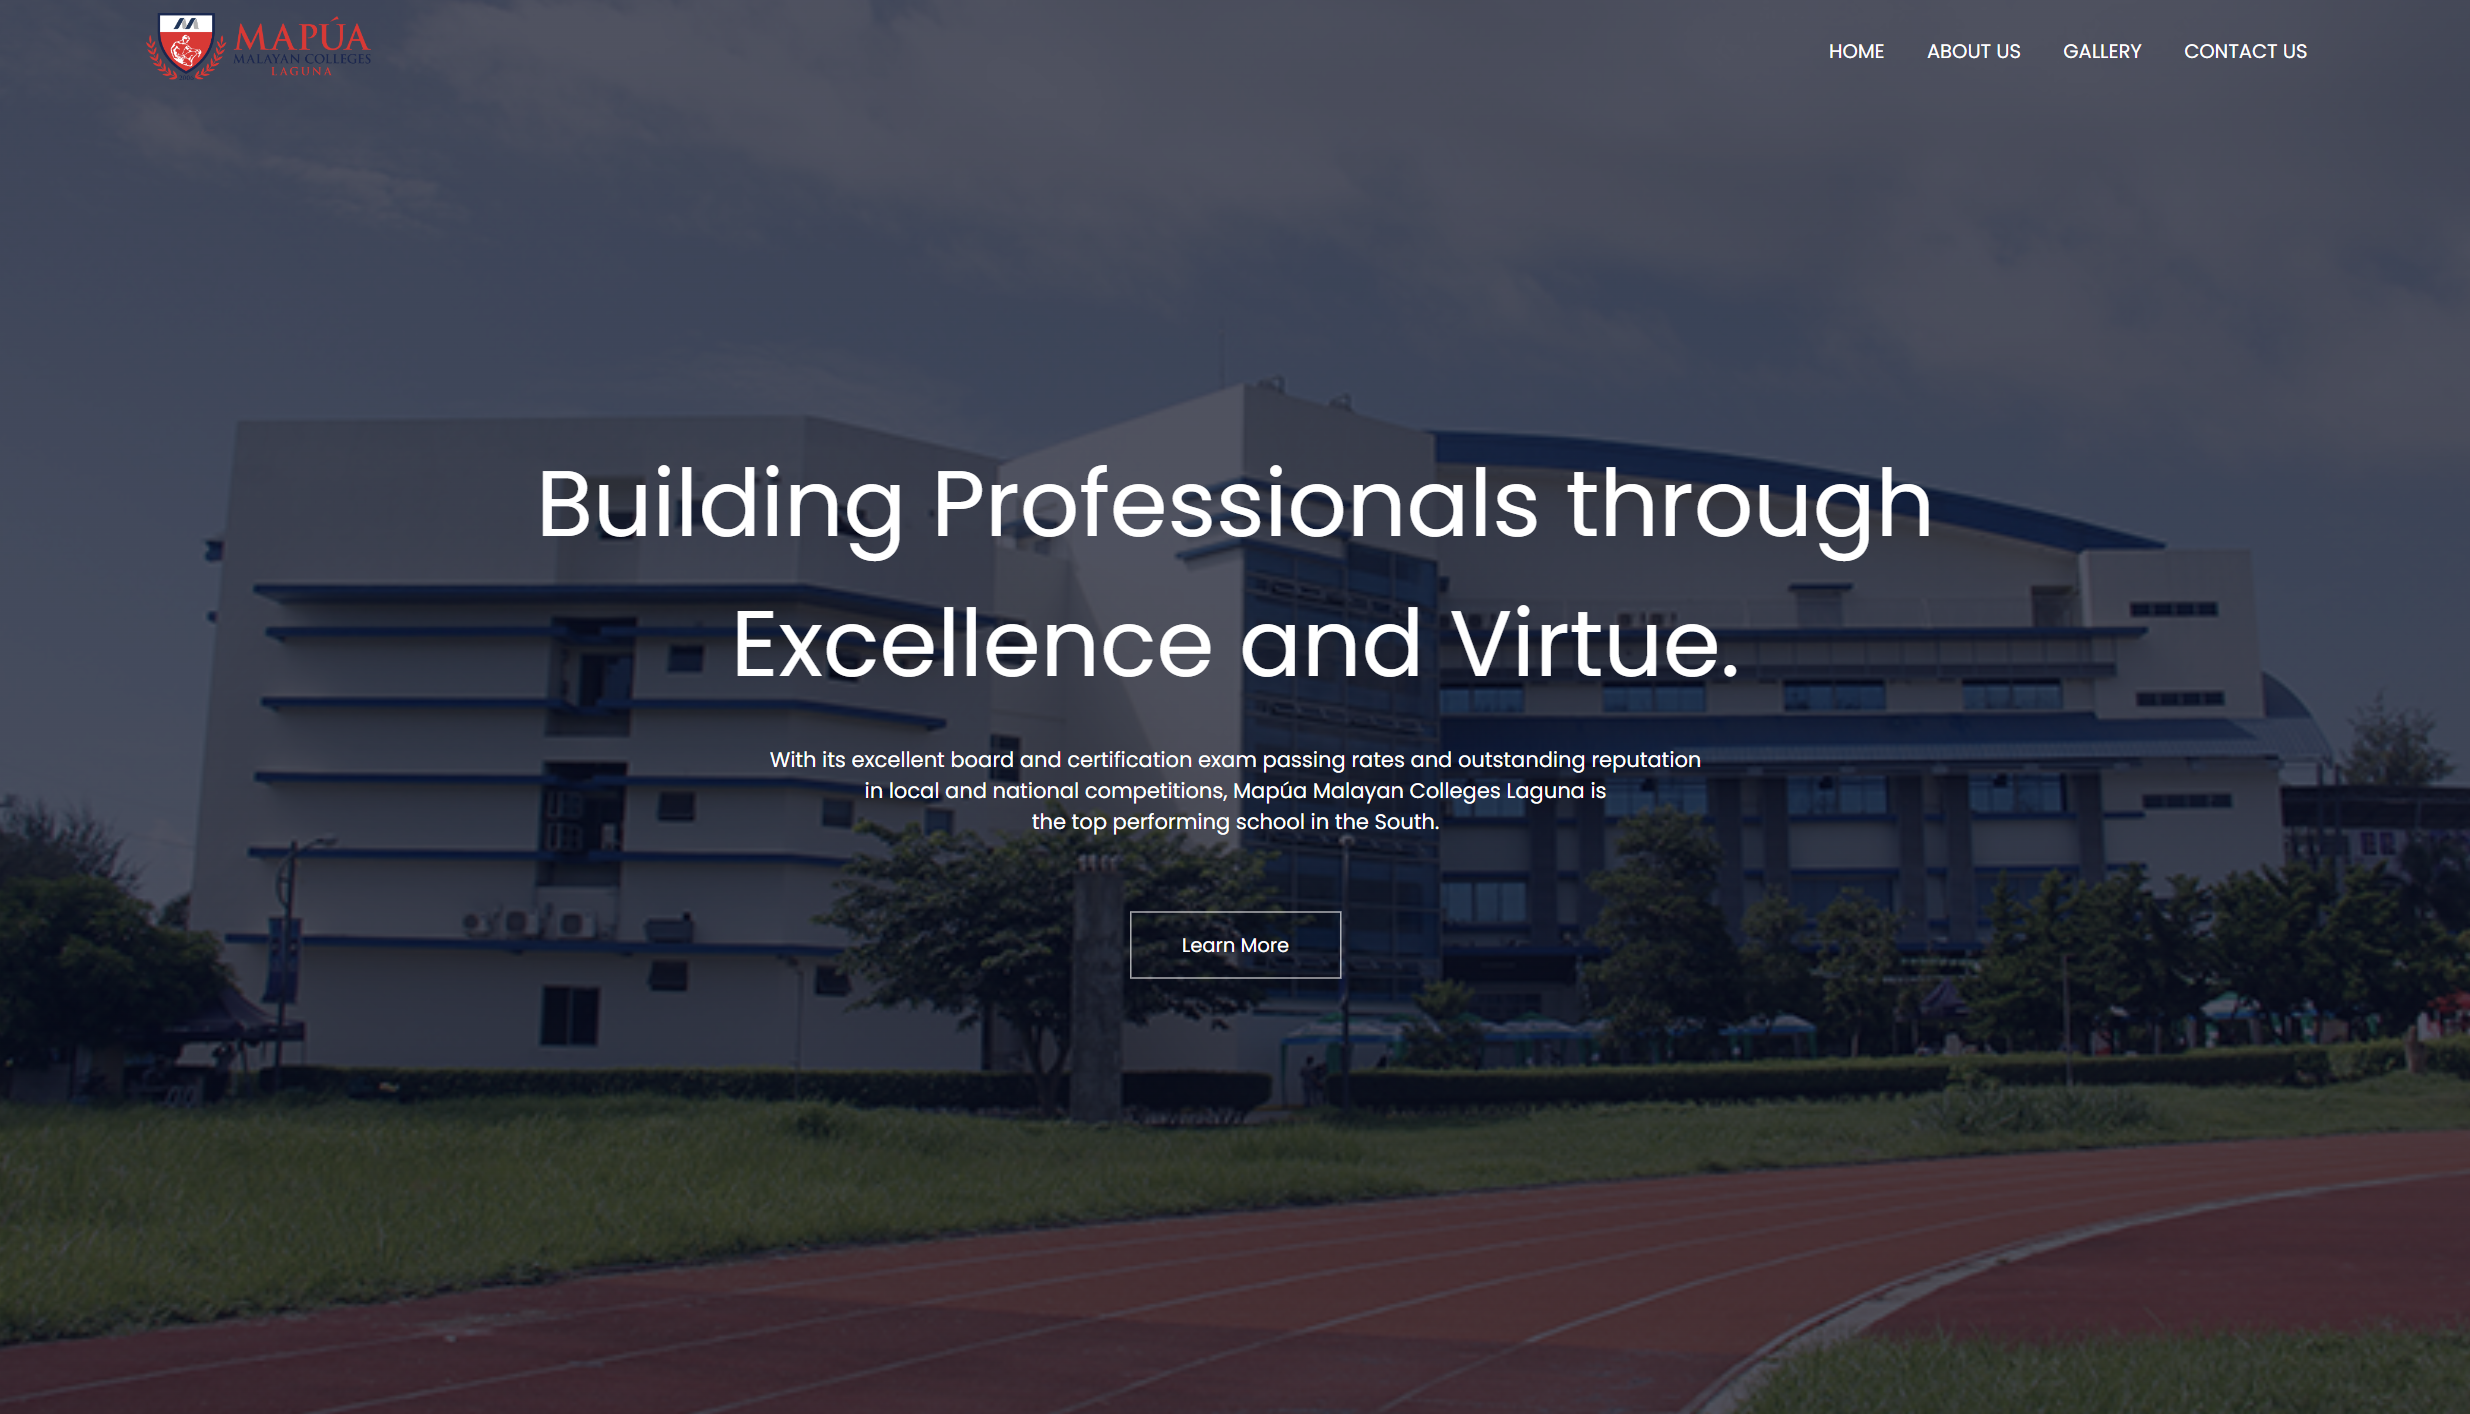 MAPÚA
MALAYAN COLLEGES
LAGUNA
HOME ABOUT US GALLERY CONTACT US
Building Professionals through
Excellence and Virtue.
With its excellent board and certification exam passing rates and outstanding reputation
in local and national competitions, Mapúa Malayan Colleges Laguna is
the top performing school in the South.
Learn More